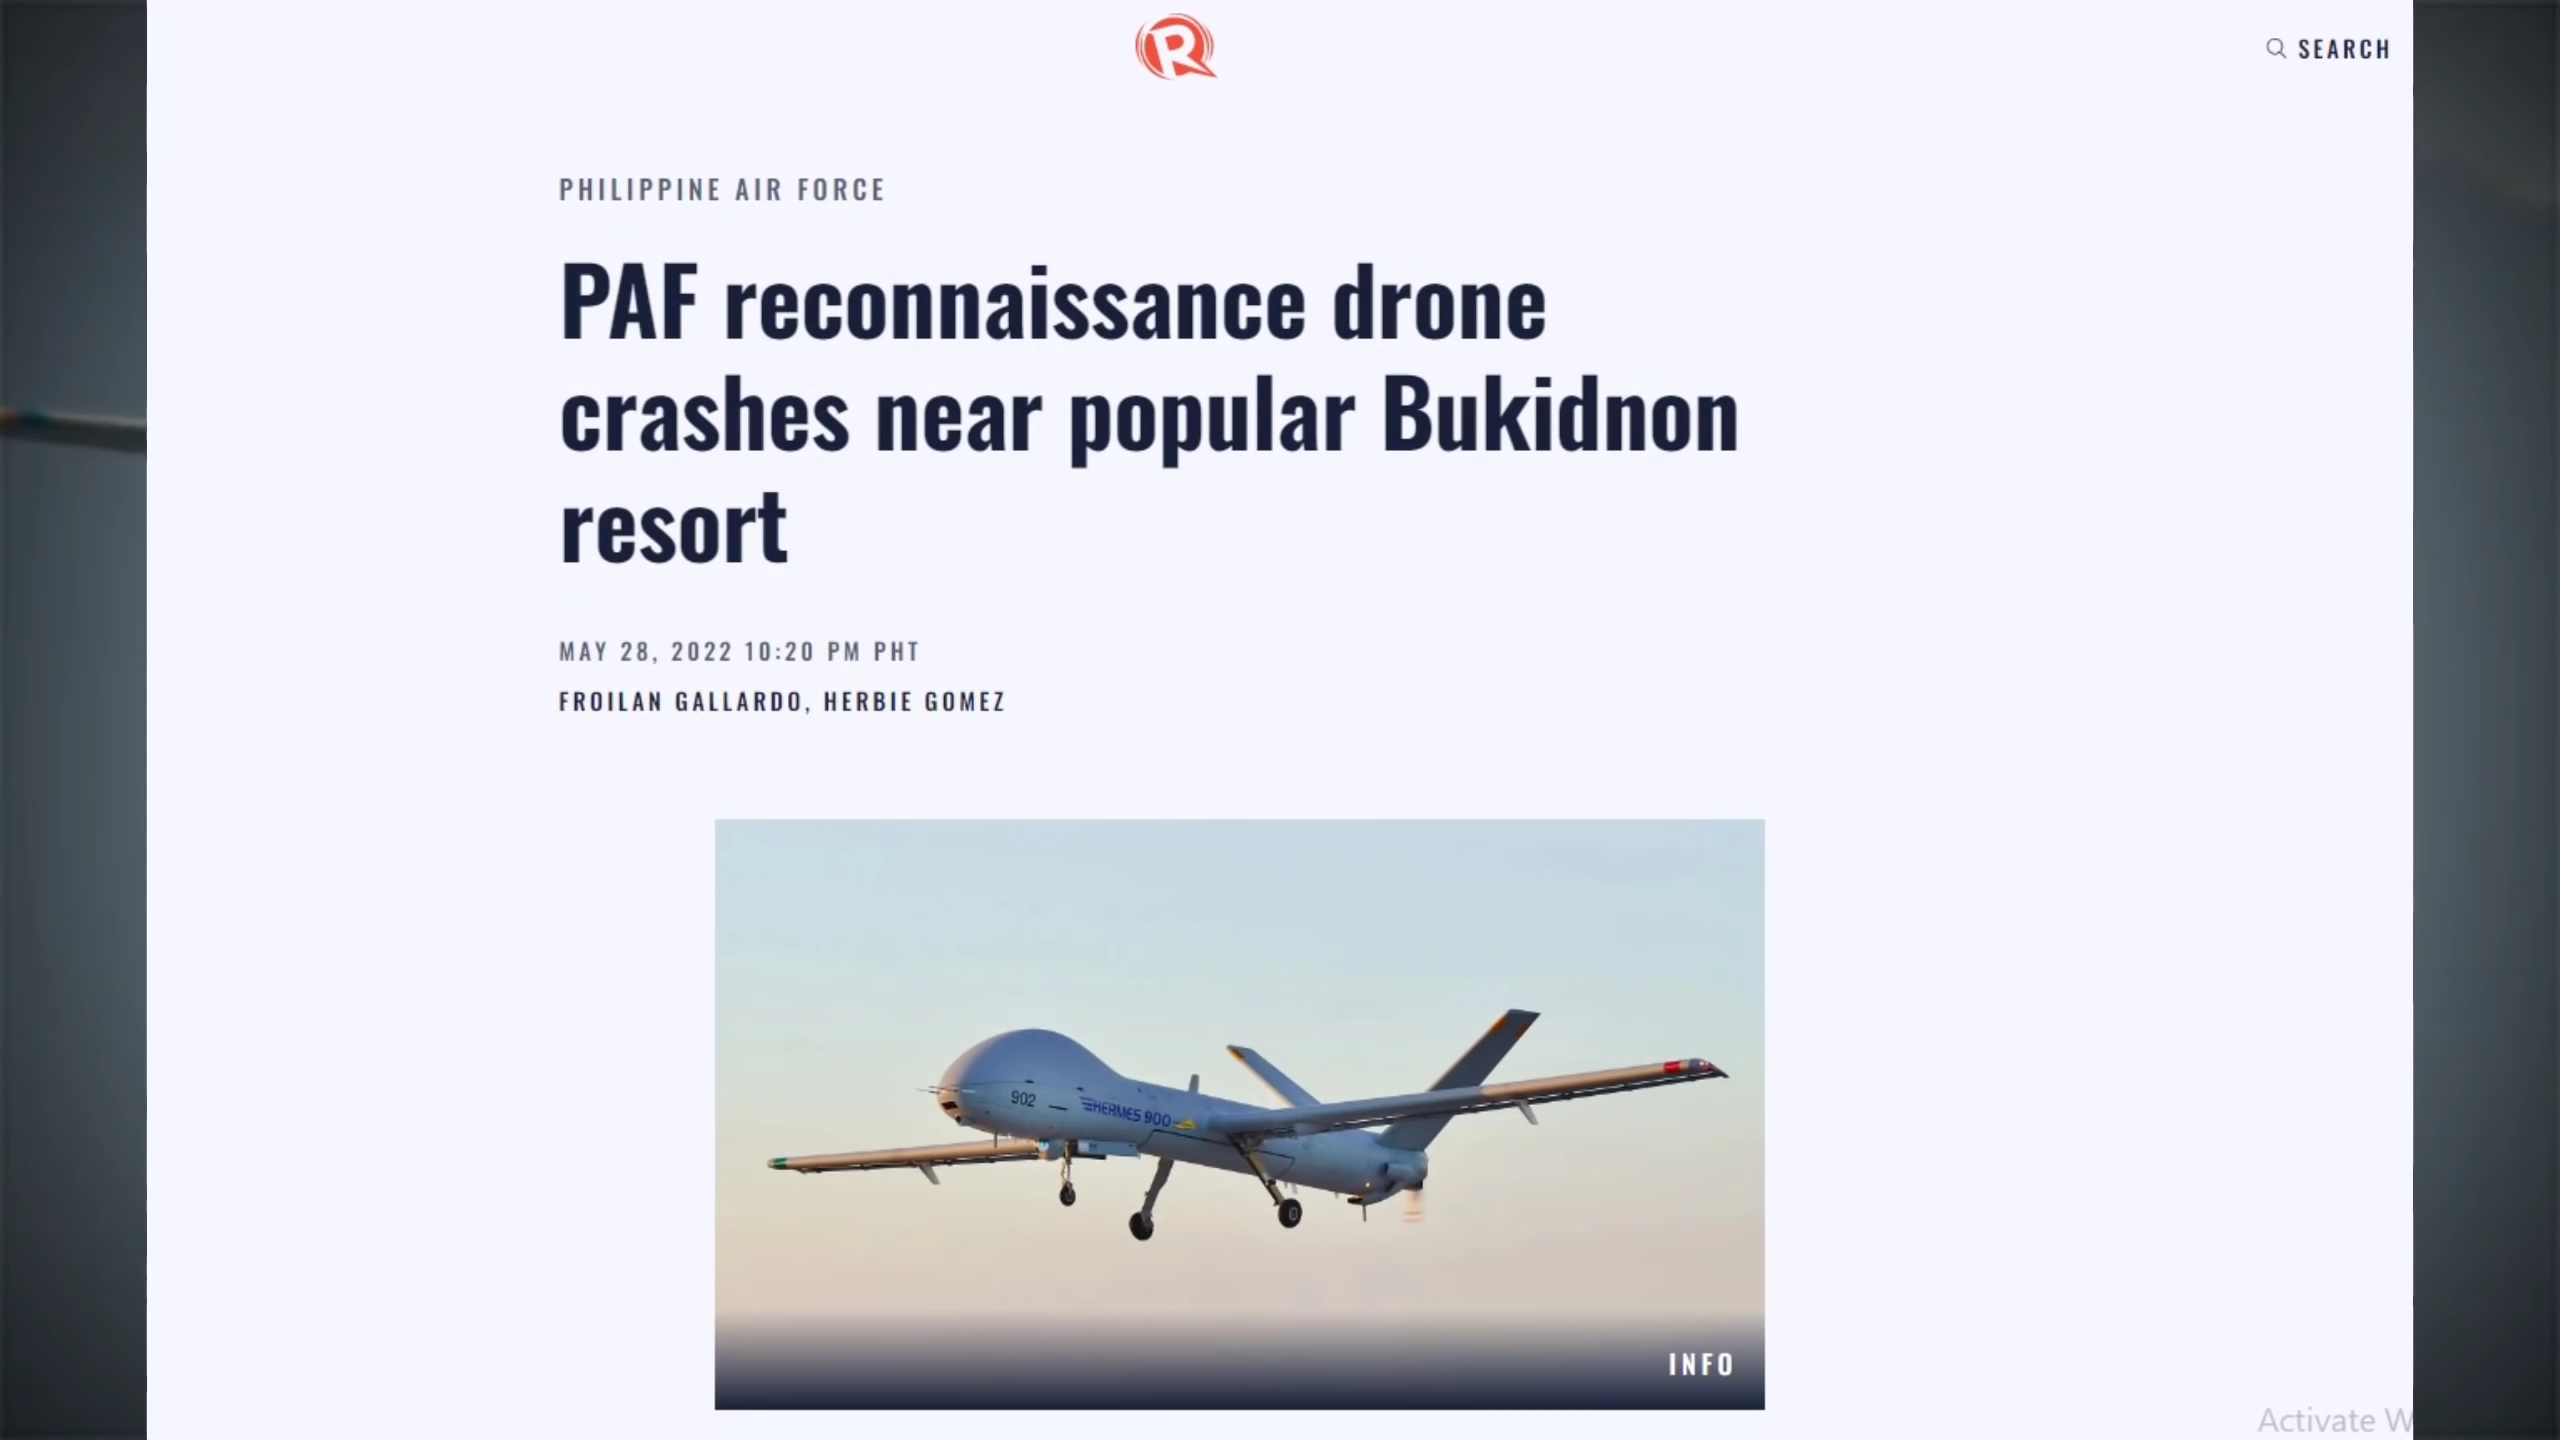 R
SEARCH
PHILIPPINE AIR FORCE
PAF reconnaissance drone
crashes near popular Bukidnon
resort
MAY 28, 2022 10:20 PM PHT
FROILAN GALLARDO, HERBIE GOMEZ
902
HERMES 900
INFO
Activate W